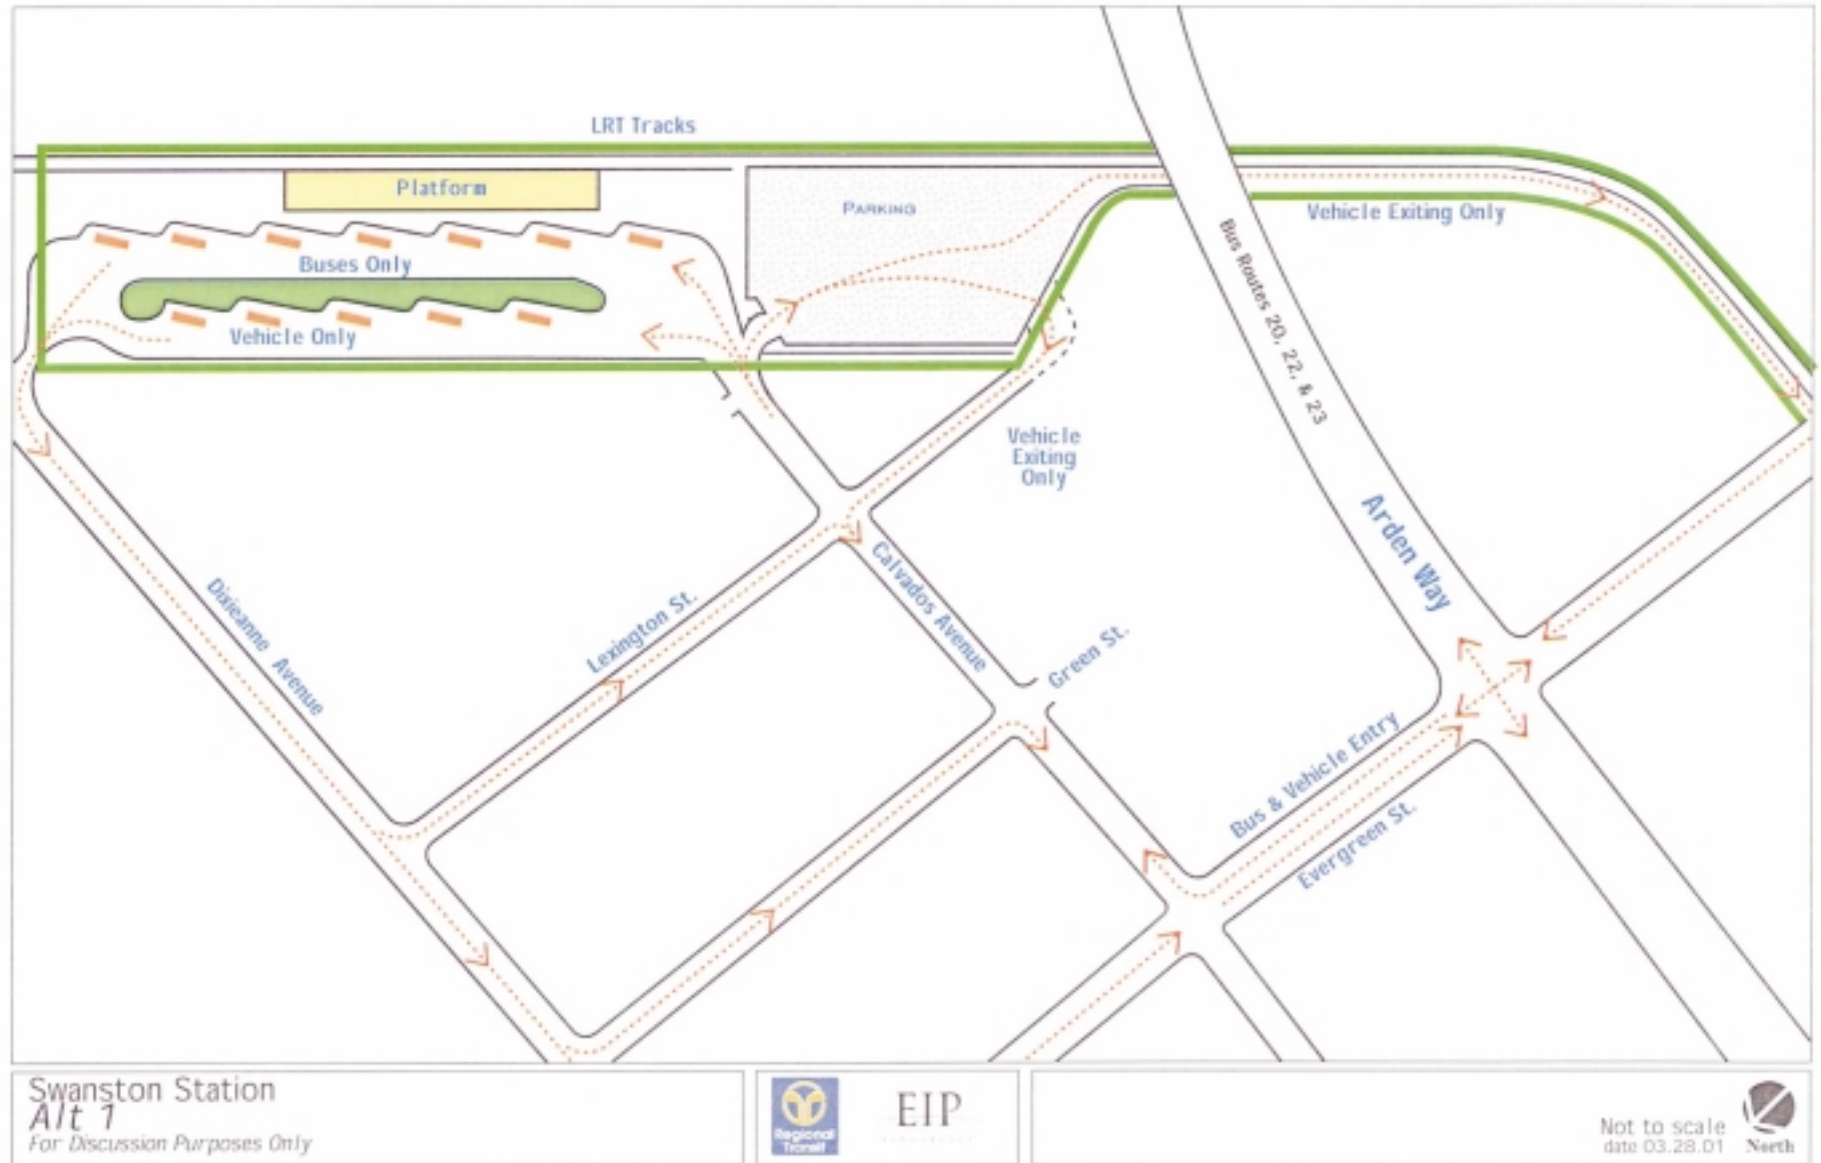 LRT Tracks
Platform
PARKING
Vehicle Exiting Only
Buses Only
Vehicle Only
Bus Routes 20, 22, & 23
Vehicle
Exiting
Only
Arden Way
Dixieanne Avenue
Lexington St.
Calvados Avenue
Green St.
Bus & Vehicle Entry
Evergreen St.
Swanston Station
Alt 1
For Discussion Purposes Only
Regional
Transit
EIP
Not to scale
date 03.28.01
North